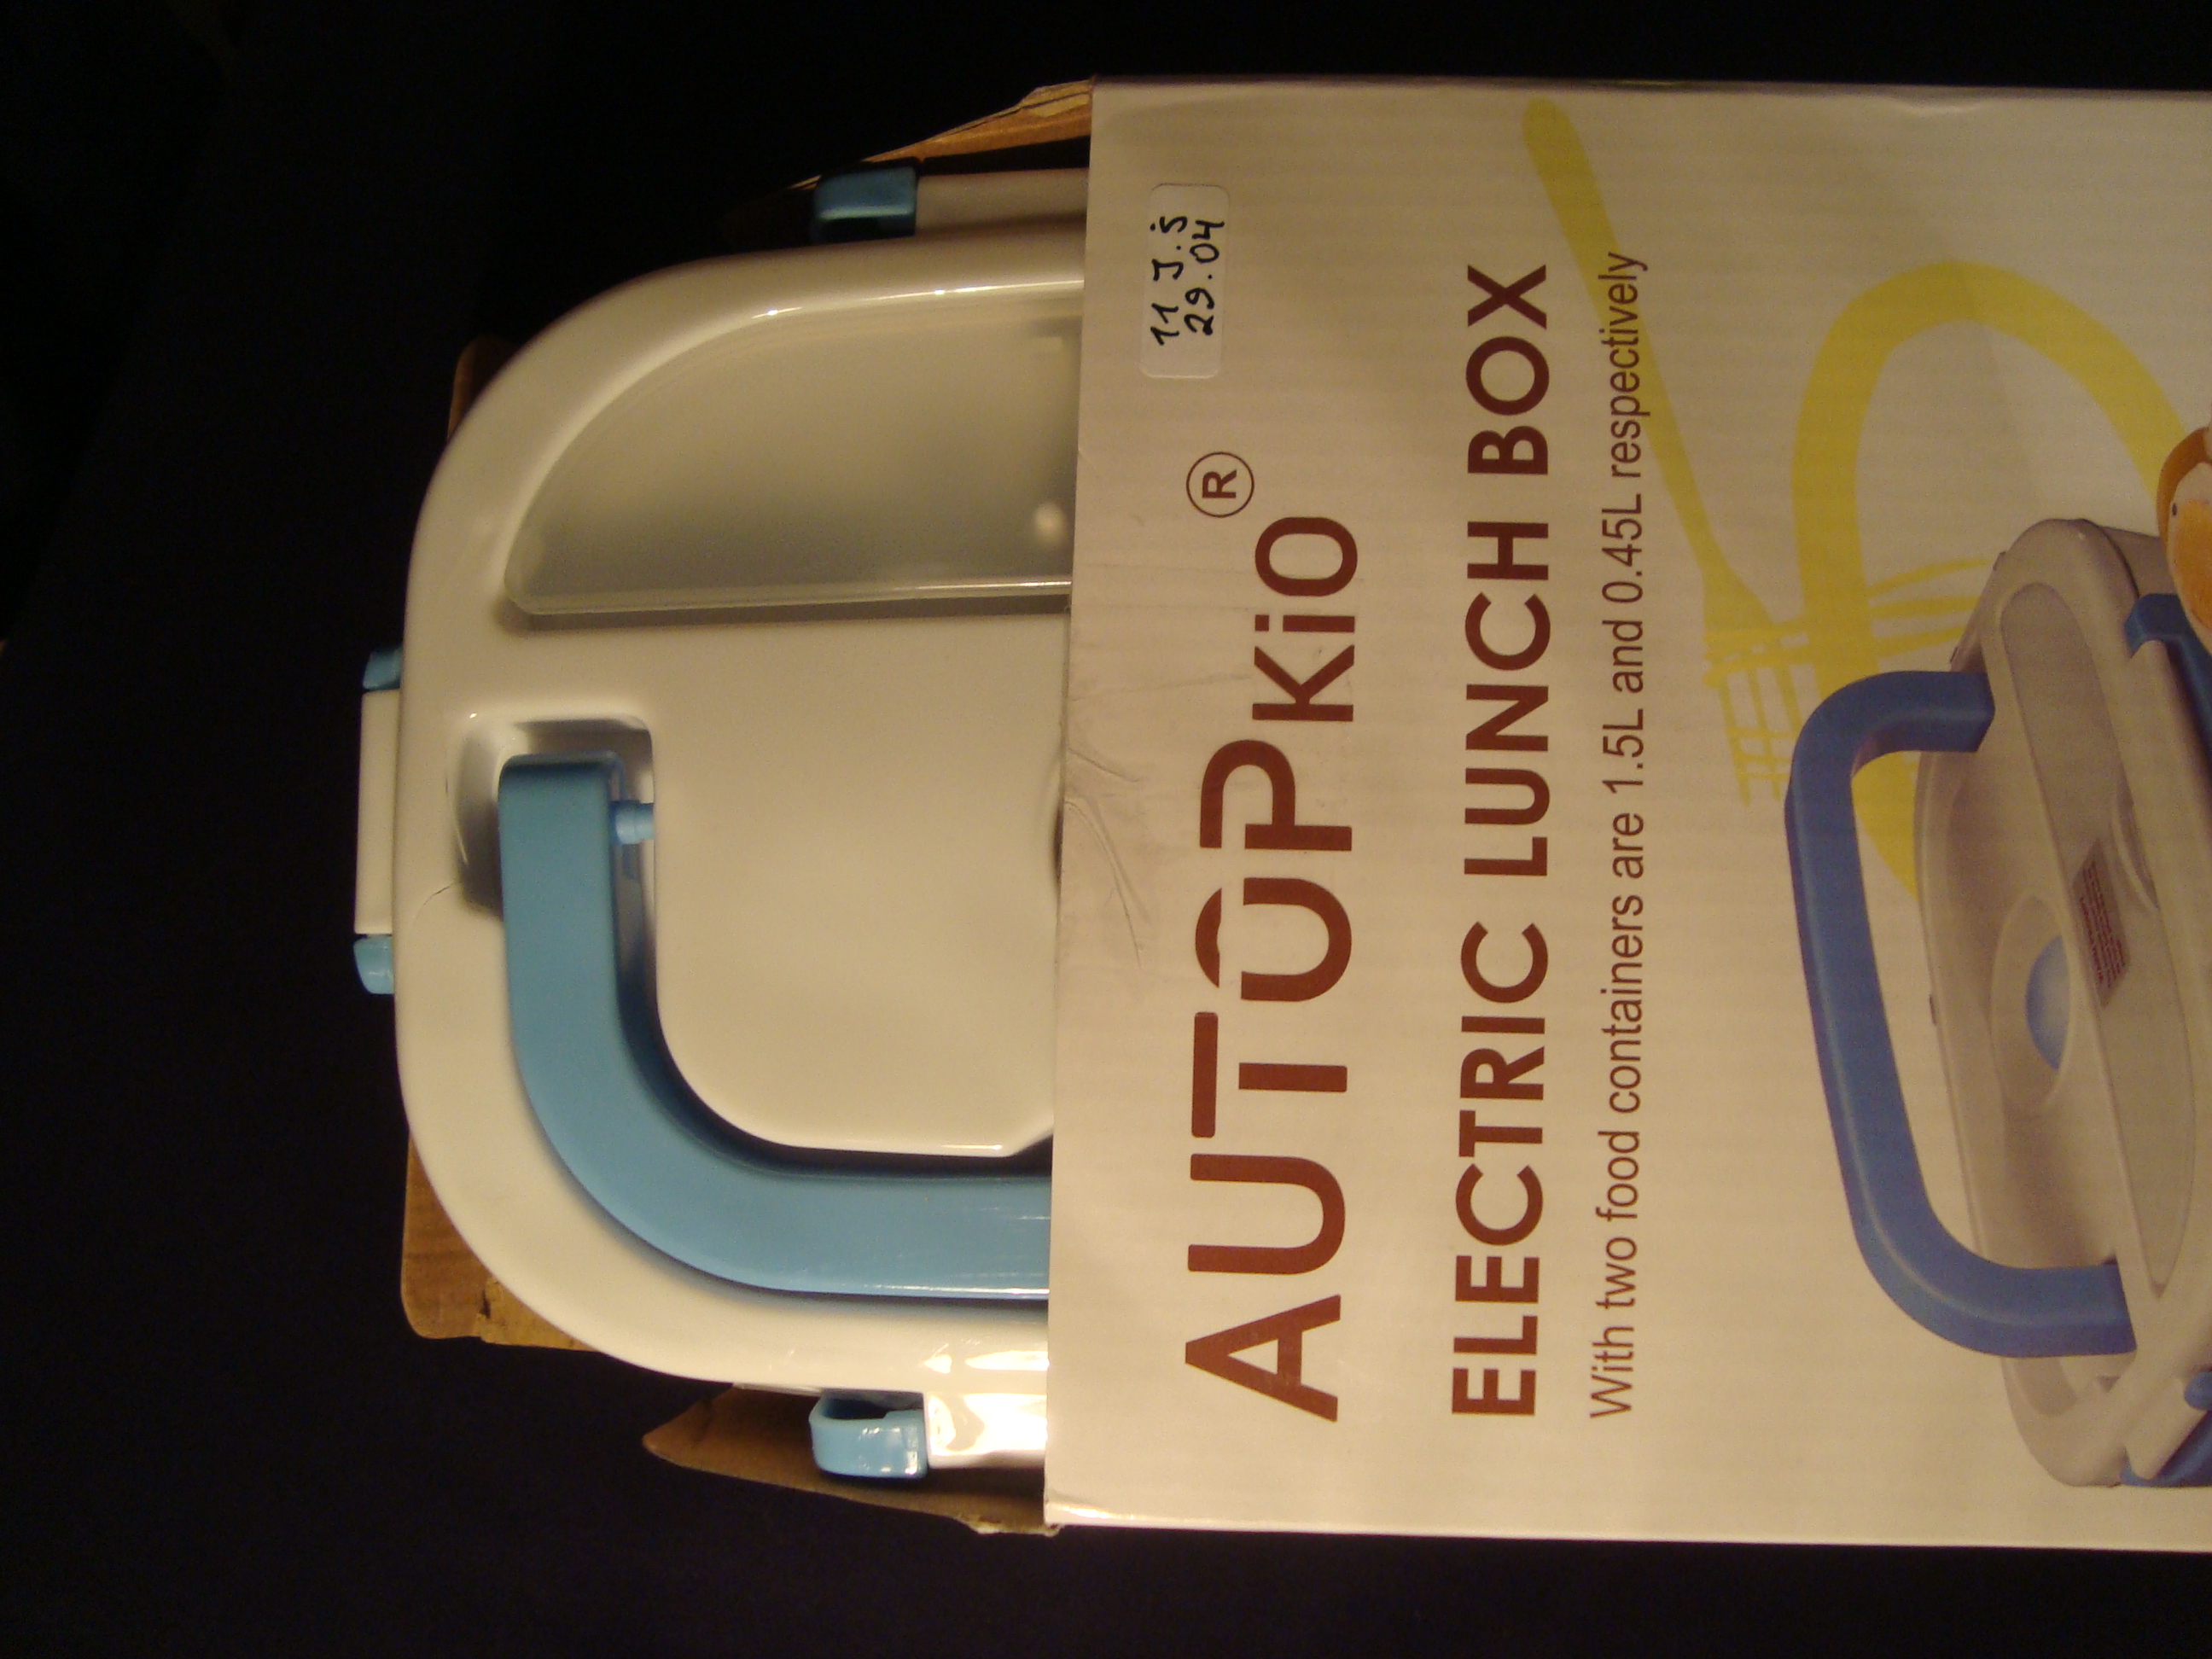 11 J.Š
29.04
AUTOPKiO®
ELECTRIC LUNCH BOX
With two food containers are 1.5L and 0.45L respectively